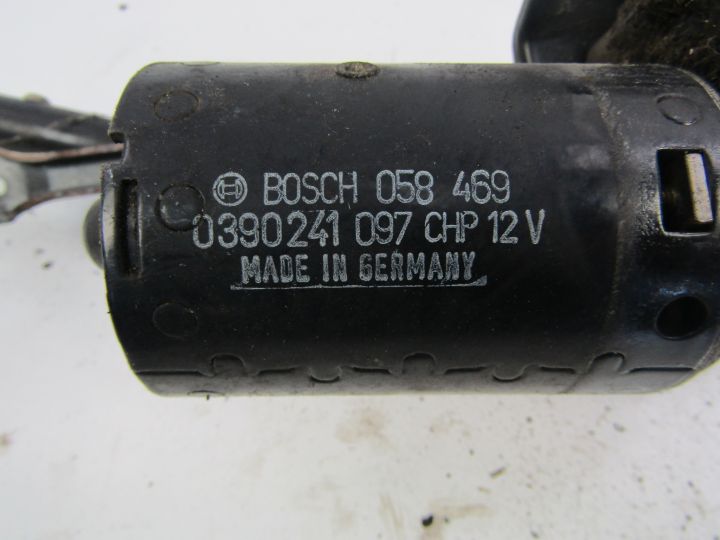 BOSCH 058 469
0390241 097 CHP 12 V
MADE IN GERMANY